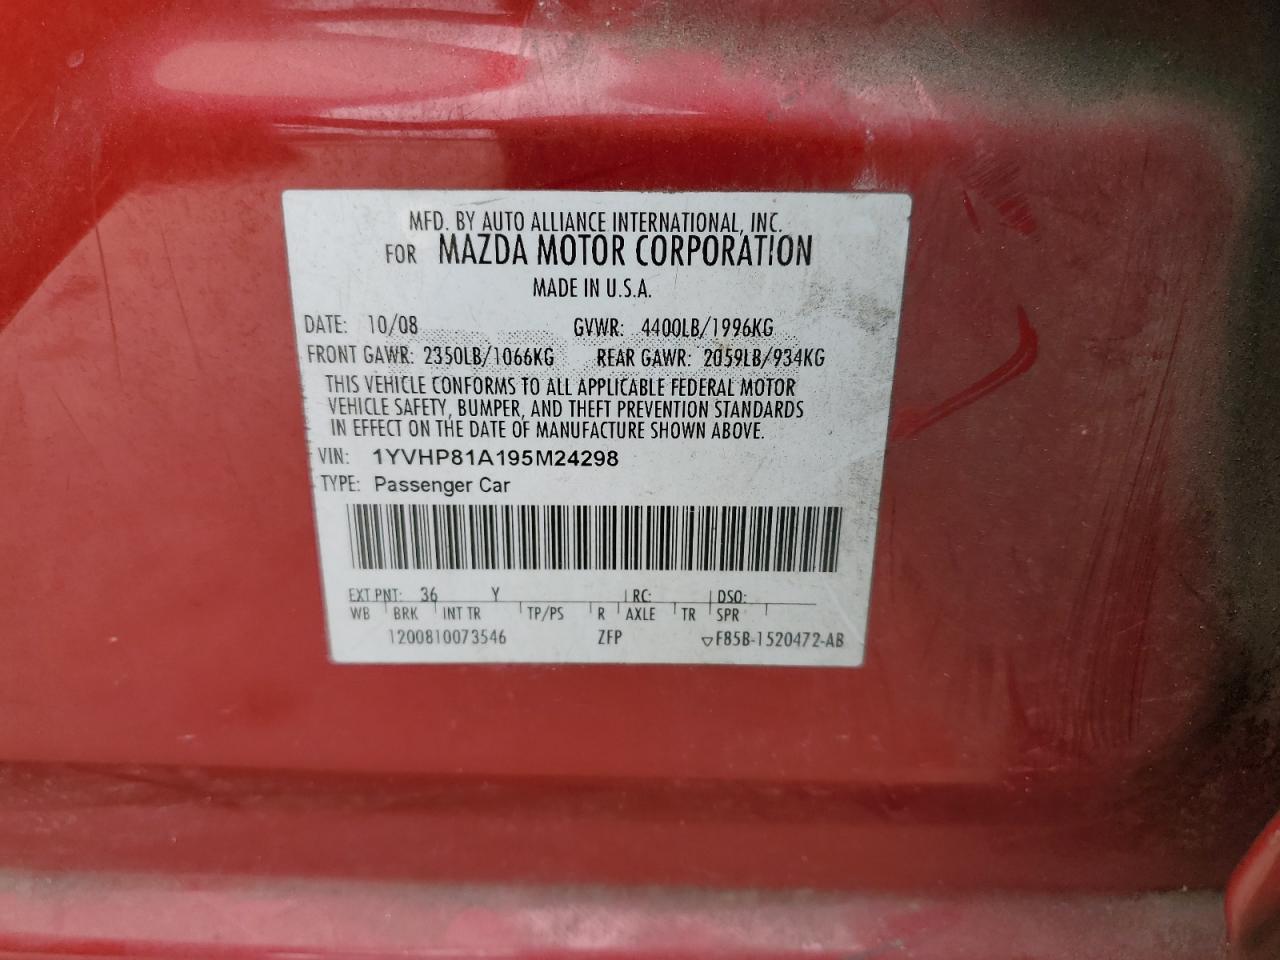 MFD. BY AUTO ALLIANCE INTERNATIONAL, INC.
FOR MAZDA MOTOR CORPORATION
MADE IN U.S.A.
DATE: 10/08 GVWR: 4400LB/1996KG
FRONT GAWR: 2350LB/1066KG REAR GAWR: 2059LB/934KG
THIS VEHICLE CONFORMS TO ALL APPLICABLE FEDERAL MOTOR
VEHICLE SAFETY, BUMPER, AND THEFT PREVENTION STANDARDS
IN EFFECT ON THE DATE OF MANUFACTURE SHOWN ABOVE.
VIN: 1YVHP81A195M24298
TYPE: Passenger Car
EXT PNT: 36 Y RC: DSO:
WB BRK INT TR TP/PS R AXLE TR SPR
1200810073546 ZFP ▽F85B-1520472-AB